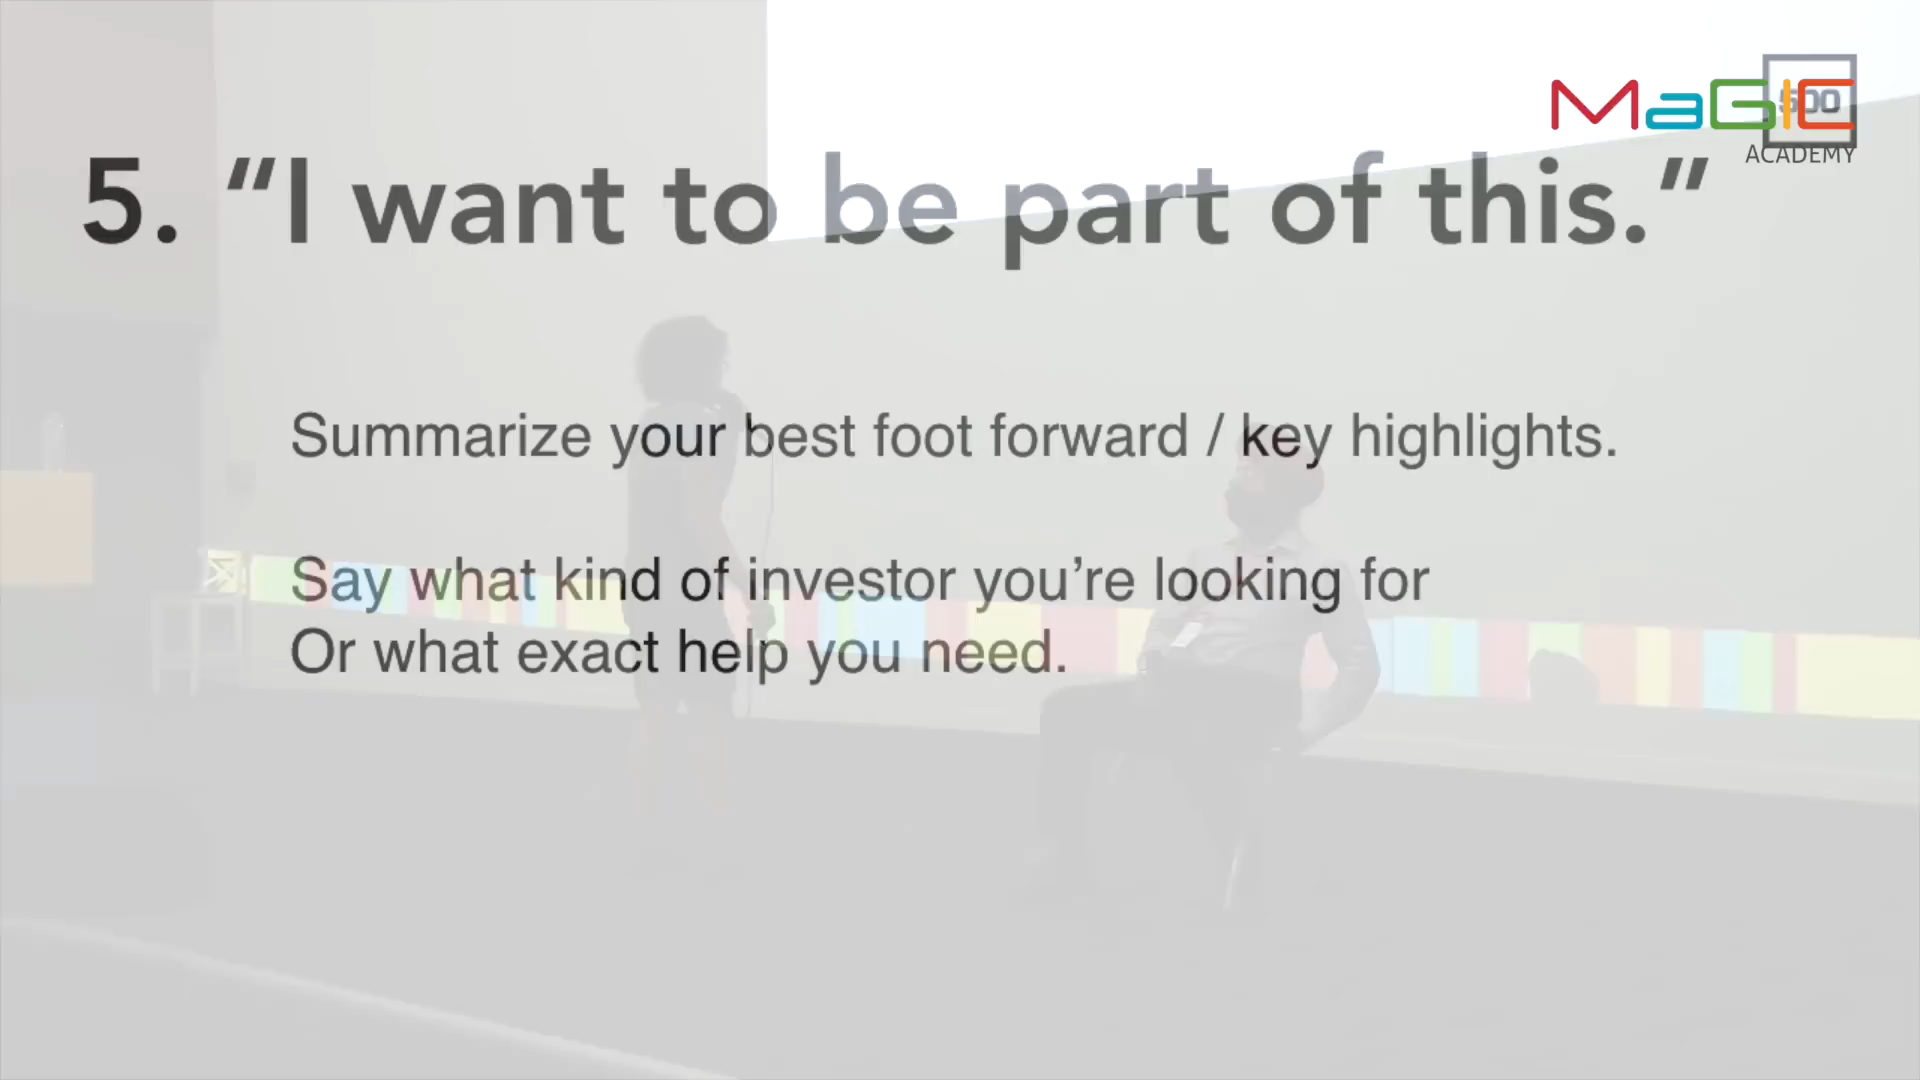 MaGIC
500
ACADEMY
5. “I want to be part of this.”
Summarize your best foot forward / key highlights.
Say what kind of investor you’re looking for
Or what exact help you need.